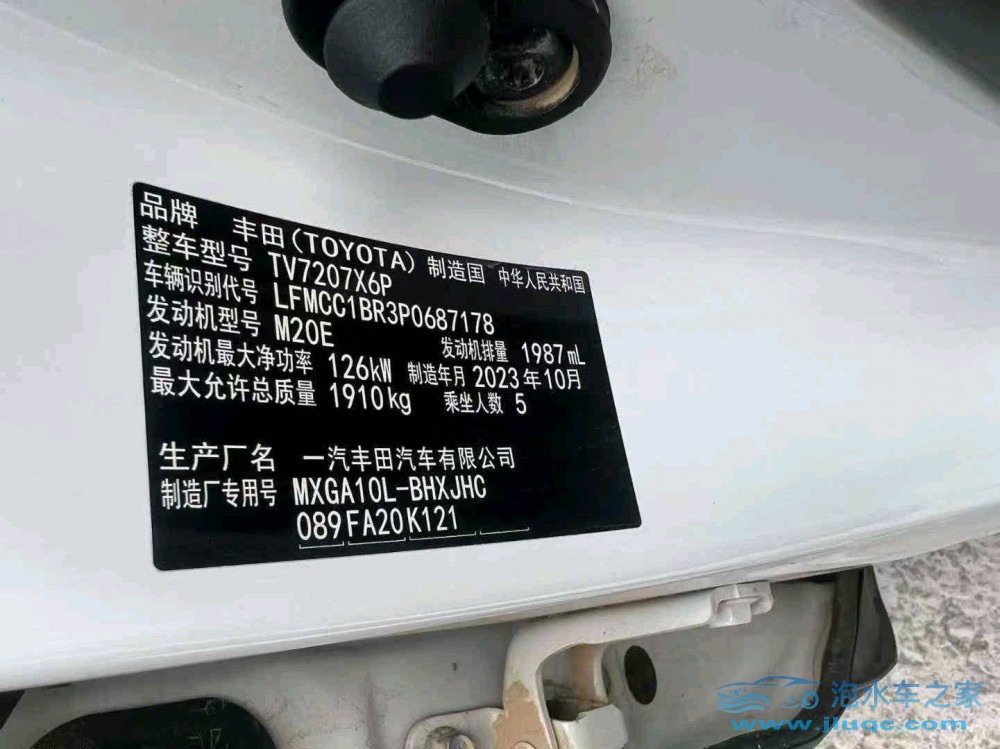 品牌 丰田(TOYOTA) 制造国 中华人民共和国
整车型号 TV7207X6P
车辆识别代号 LFMCC1BR3P0687178
发动机型号 M20E 发动机排量 1987mL
发动机最大净功率 126kW 制造年月 2023年10月
最大允许总质量 1910kg 乘坐人数 5
生产厂名 一汽丰田汽车有限公司
制造厂专用号 MXGA10L-BHXJHC
089 FA20 K121
泡水车之家
www.jluqc.com